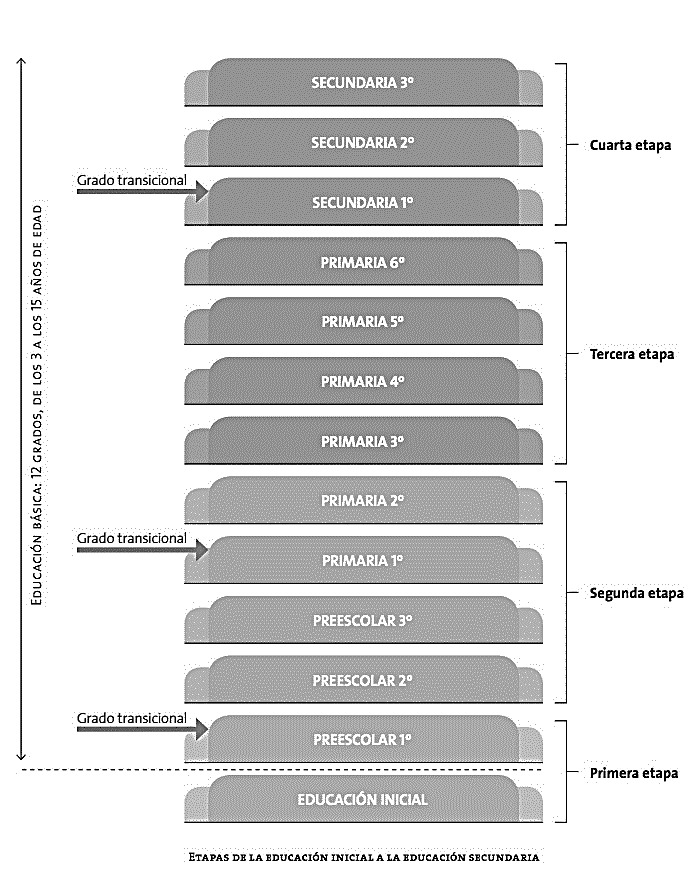 SECUNDARIA 3º
SECUNDARIA 2º
Cuarta etapa
Grado transicional
SECUNDARIA 1º
PRIMARIA 6º
PRIMARIA 5º
Tercera etapa
PRIMARIA 4º
PRIMARIA 3º
PRIMARIA 2º
Grado transicional
PRIMARIA 1º
Segunda etapa
PREESCOLAR 3º
PREESCOLAR 2º
Grado transicional
PREESCOLAR 1º
Primera etapa
EDUCACIÓN INICIAL
EDUCACIÓN BÁSICA: 12 GRADOS, DE LOS 3 A LOS 15 AÑOS DE EDAD
ETAPAS DE LA EDUCACIÓN INICIAL A LA EDUCACIÓN SECUNDARIA